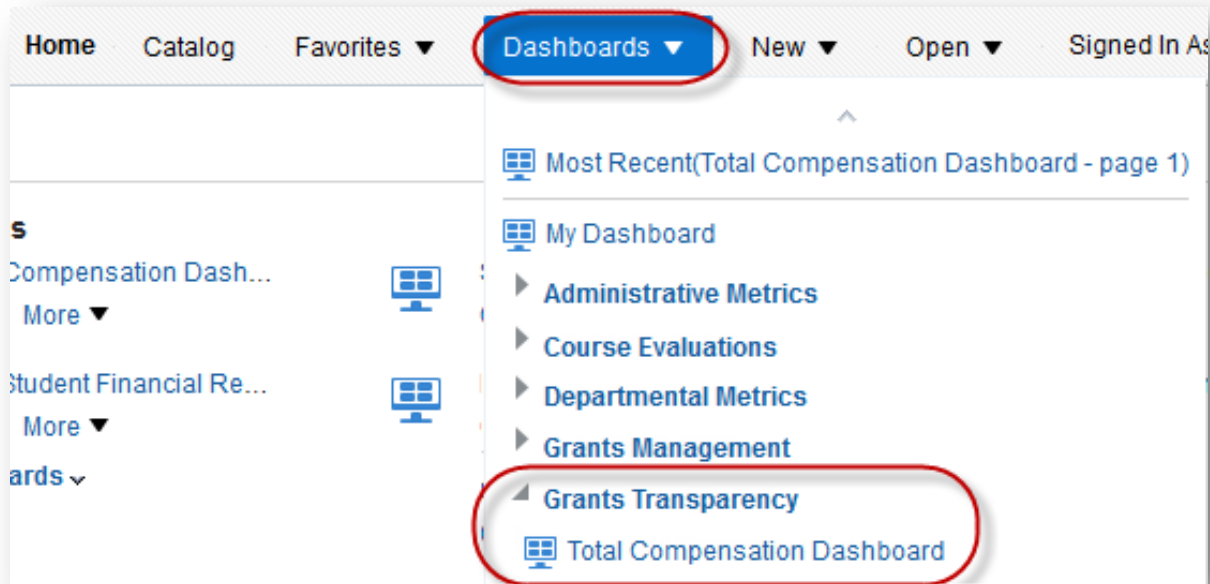 Home Catalog Favorites Dashboards New Open Signed In As
Most Recent(Total Compensation Dashboard - page 1)
s
My Dashboard
Compensation Dash...
Administrative Metrics
More
Course Evaluations
Student Financial Re...
Departmental Metrics
More
Grants Management
ards
Grants Transparency
Total Compensation Dashboard